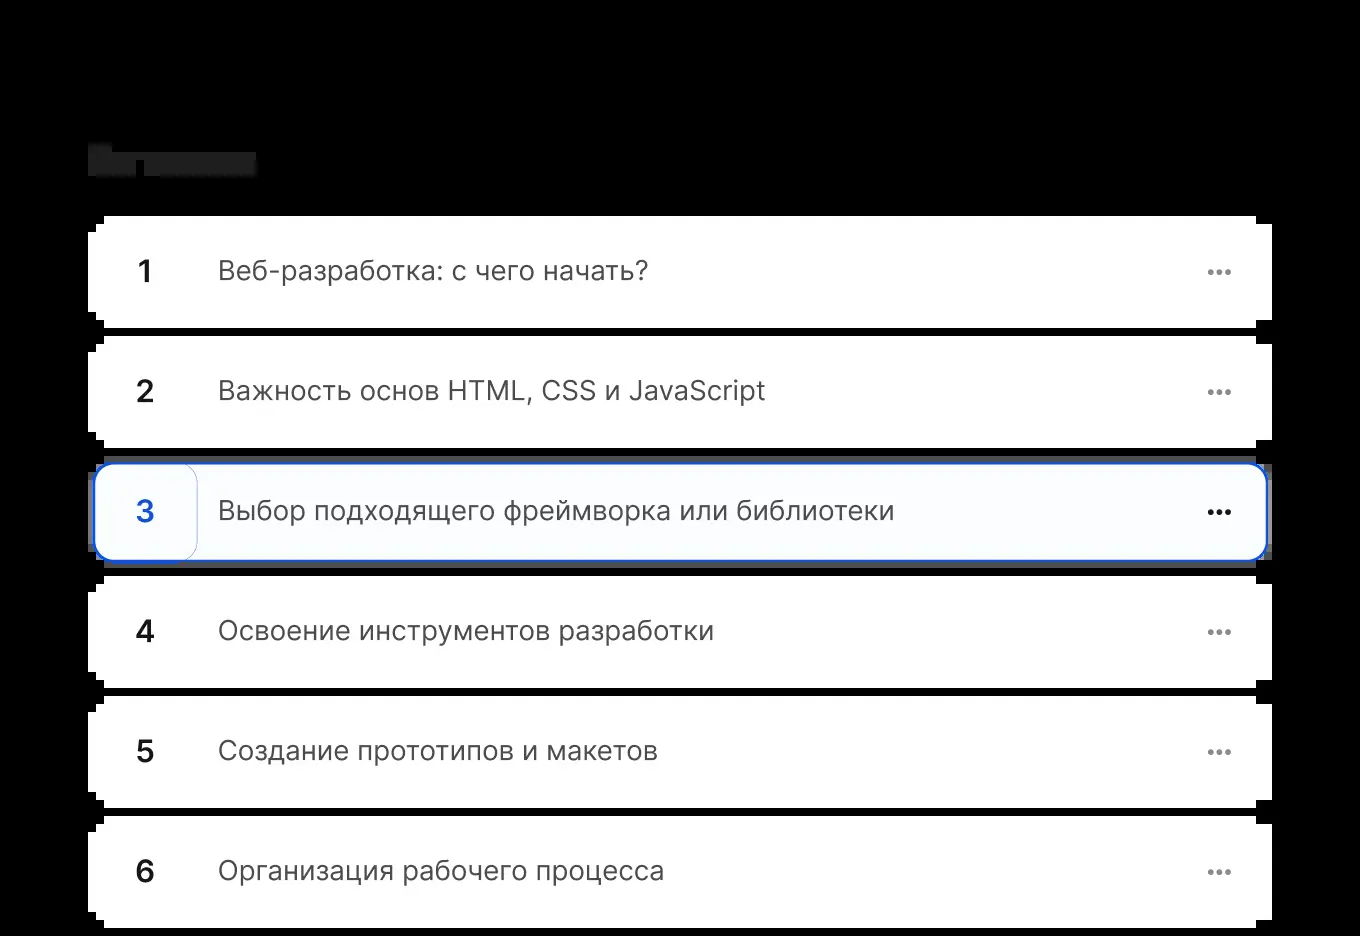 1 Веб-разработка: с чего начать?
2 Важность основ HTML, CSS и JavaScript
3 Выбор подходящего фреймворка или библиотеки
4 Освоение инструментов разработки
5 Создание прототипов и макетов
6 Организация рабочего процесса